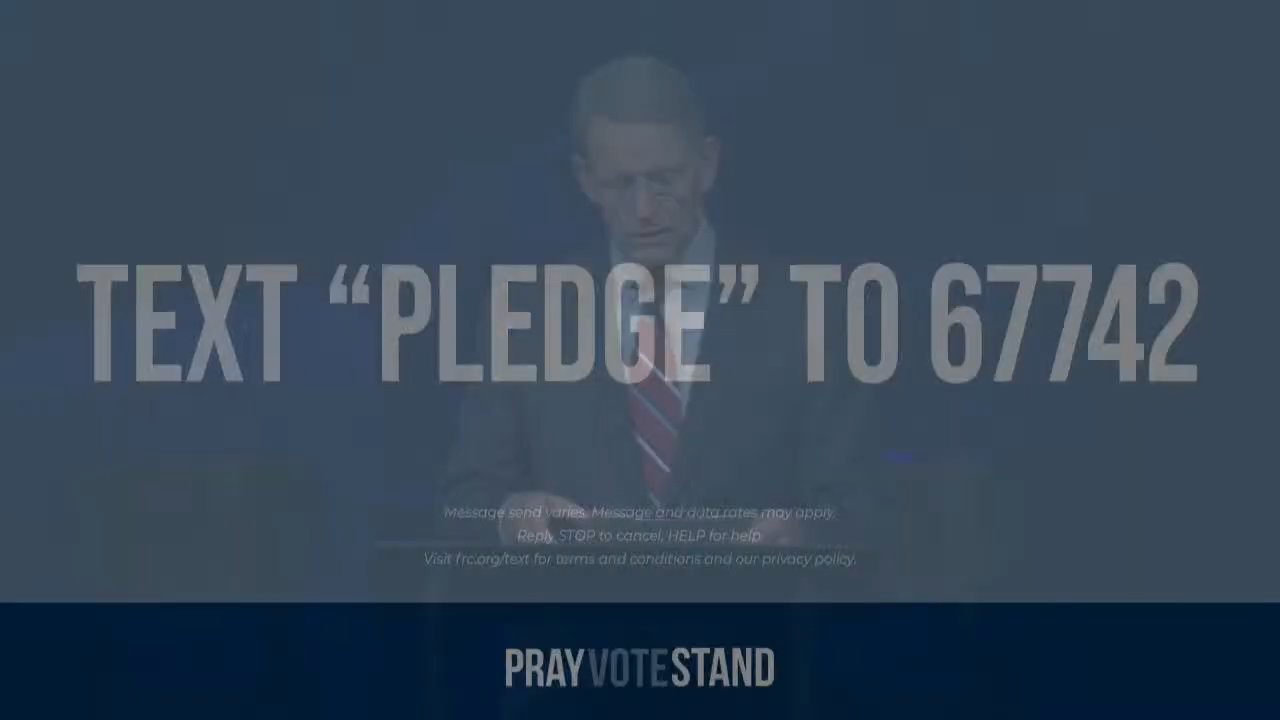 TEXT “PLEDGE” TO 67742
Message send varies. Message and data rates may apply.
Reply STOP to cancel, HELP for help
Visit frc.org/text for terms and conditions and our privacy policy.
PRAYVOTESTAND